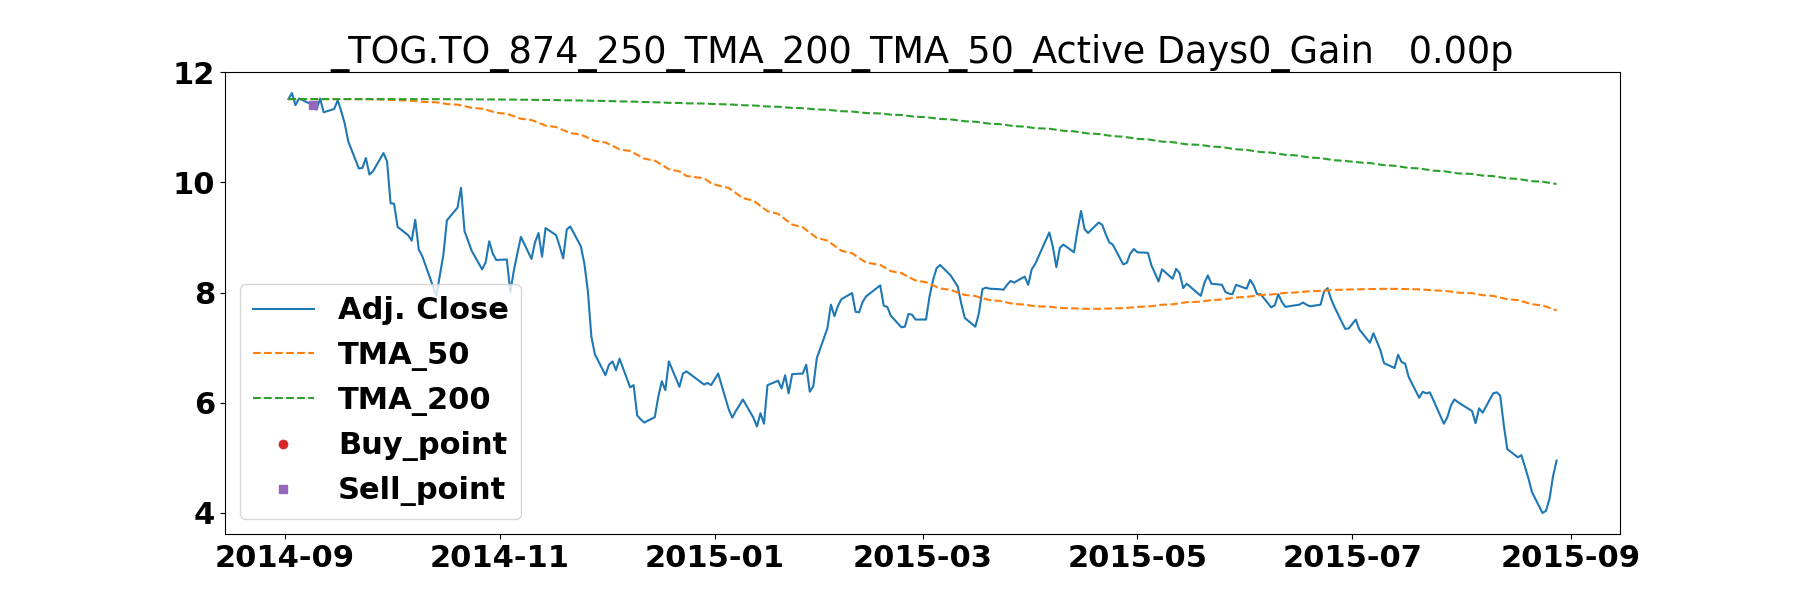 _TOG.TO_874_250_TMA_200_TMA_50_Active Days0_Gain   0.00p
12
10
8
6
4
Adj. Close
TMA_50
TMA_200
Buy_point
Sell_point
2014-09 2014-11 2015-01 2015-03 2015-05 2015-07 2015-09